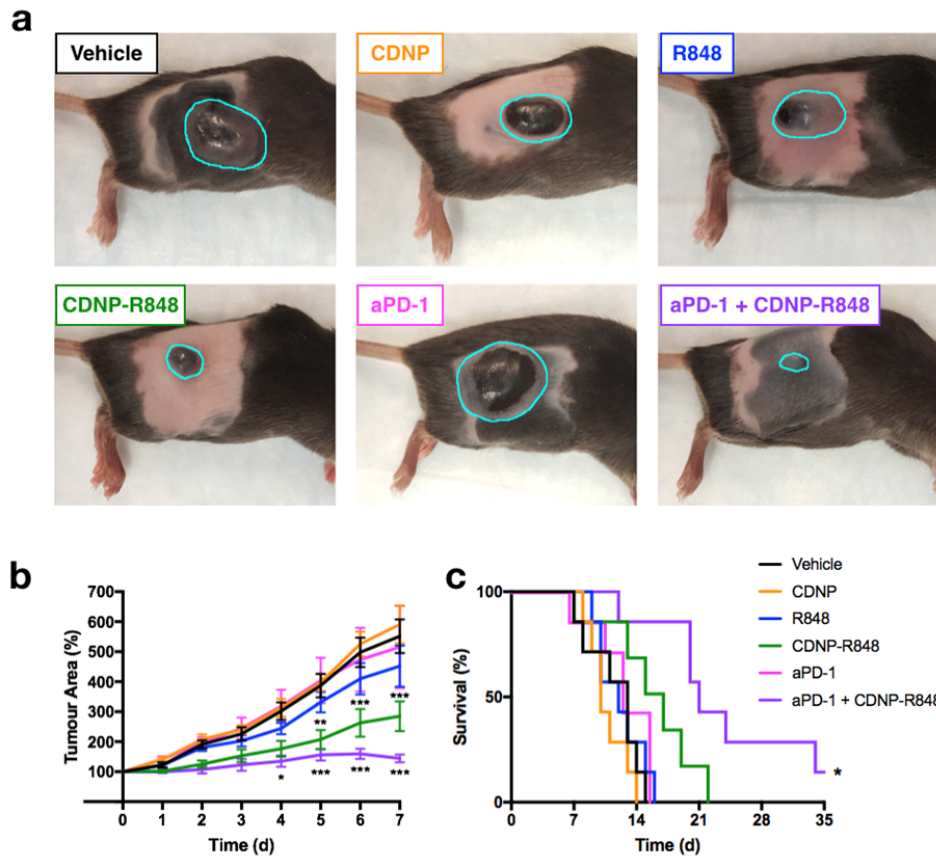 a
Vehicle
CDNP
R848
CDNP-R848
aPD-1
aPD-1 + CDNP-R848
b
700
600
500
400
300
200
100
Tumour Area (%)
0 1 2 3 4 5 6 7
Time (d)
** *** ***
* *** *** ***
c
100
50
0
Survival (%)
0 7 14 21 28 35
Time (d)
*
Vehicle
CDNP
R848
CDNP-R848
aPD-1
aPD-1 + CDNP-R848